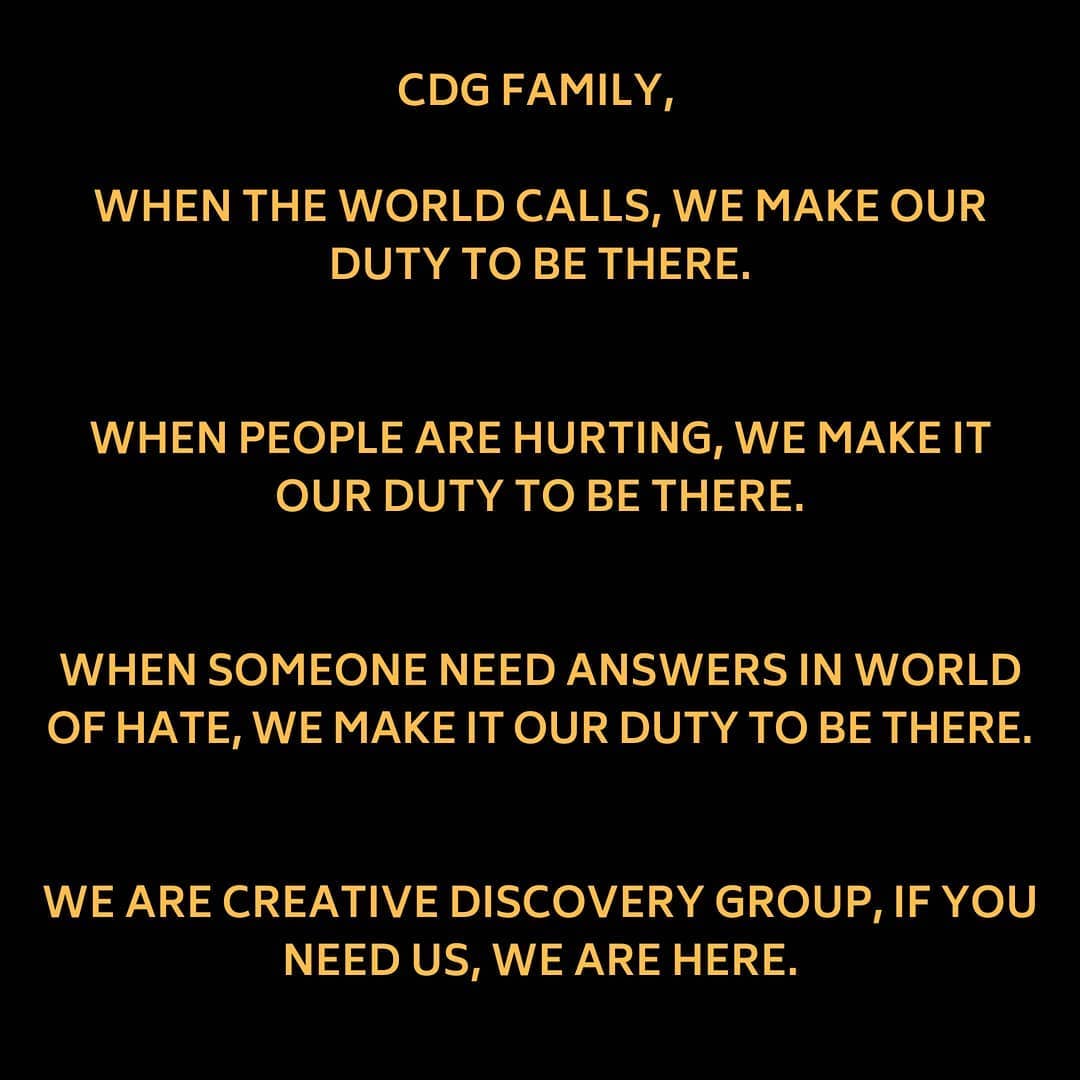 CDG FAMILY,
WHEN THE WORLD CALLS, WE MAKE OUR
DUTY TO BE THERE.
WHEN PEOPLE ARE HURTING, WE MAKE IT
OUR DUTY TO BE THERE.
WHEN SOMEONE NEED ANSWERS IN WORLD
OF HATE, WE MAKE IT OUR DUTY TO BE THERE.
WE ARE CREATIVE DISCOVERY GROUP, IF YOU
NEED US, WE ARE HERE.